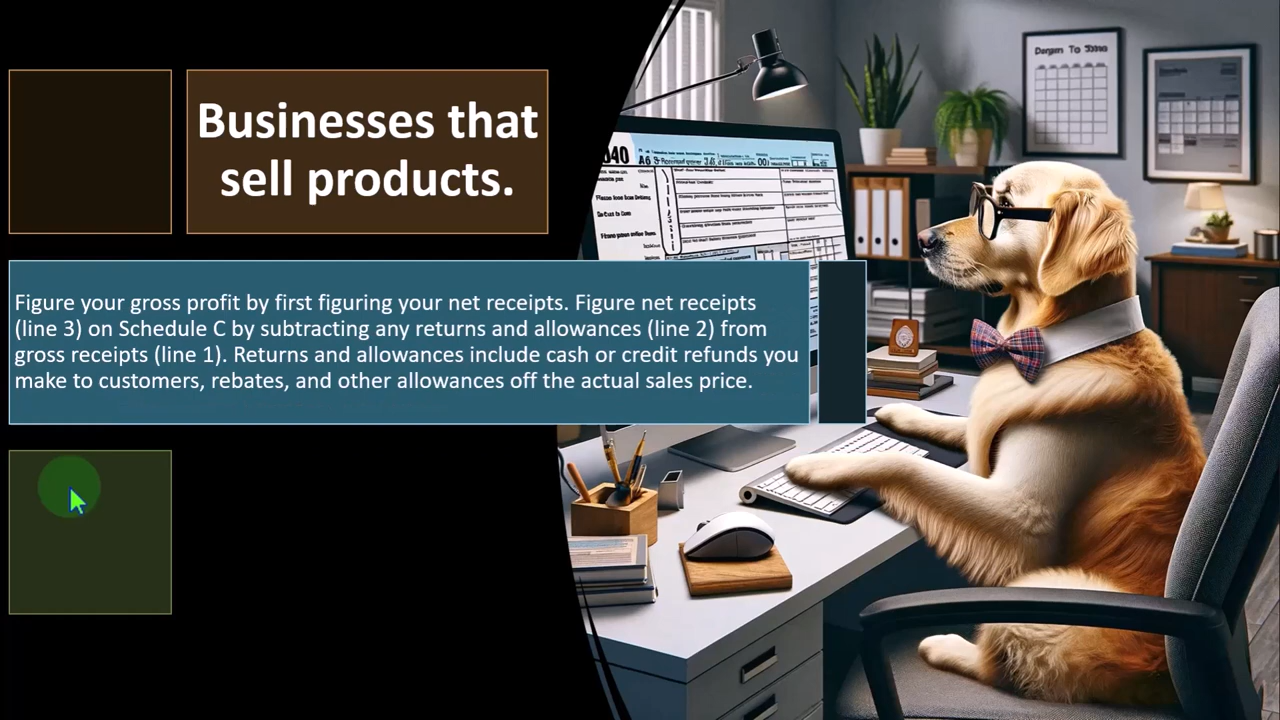 Businesses that
sell products.
Figure your gross profit by first figuring your net receipts. Figure net receipts
(line 3) on Schedule C by subtracting any returns and allowances (line 2) from
gross receipts (line 1). Returns and allowances include cash or credit refunds you
make to customers, rebates, and other allowances off the actual sales price.